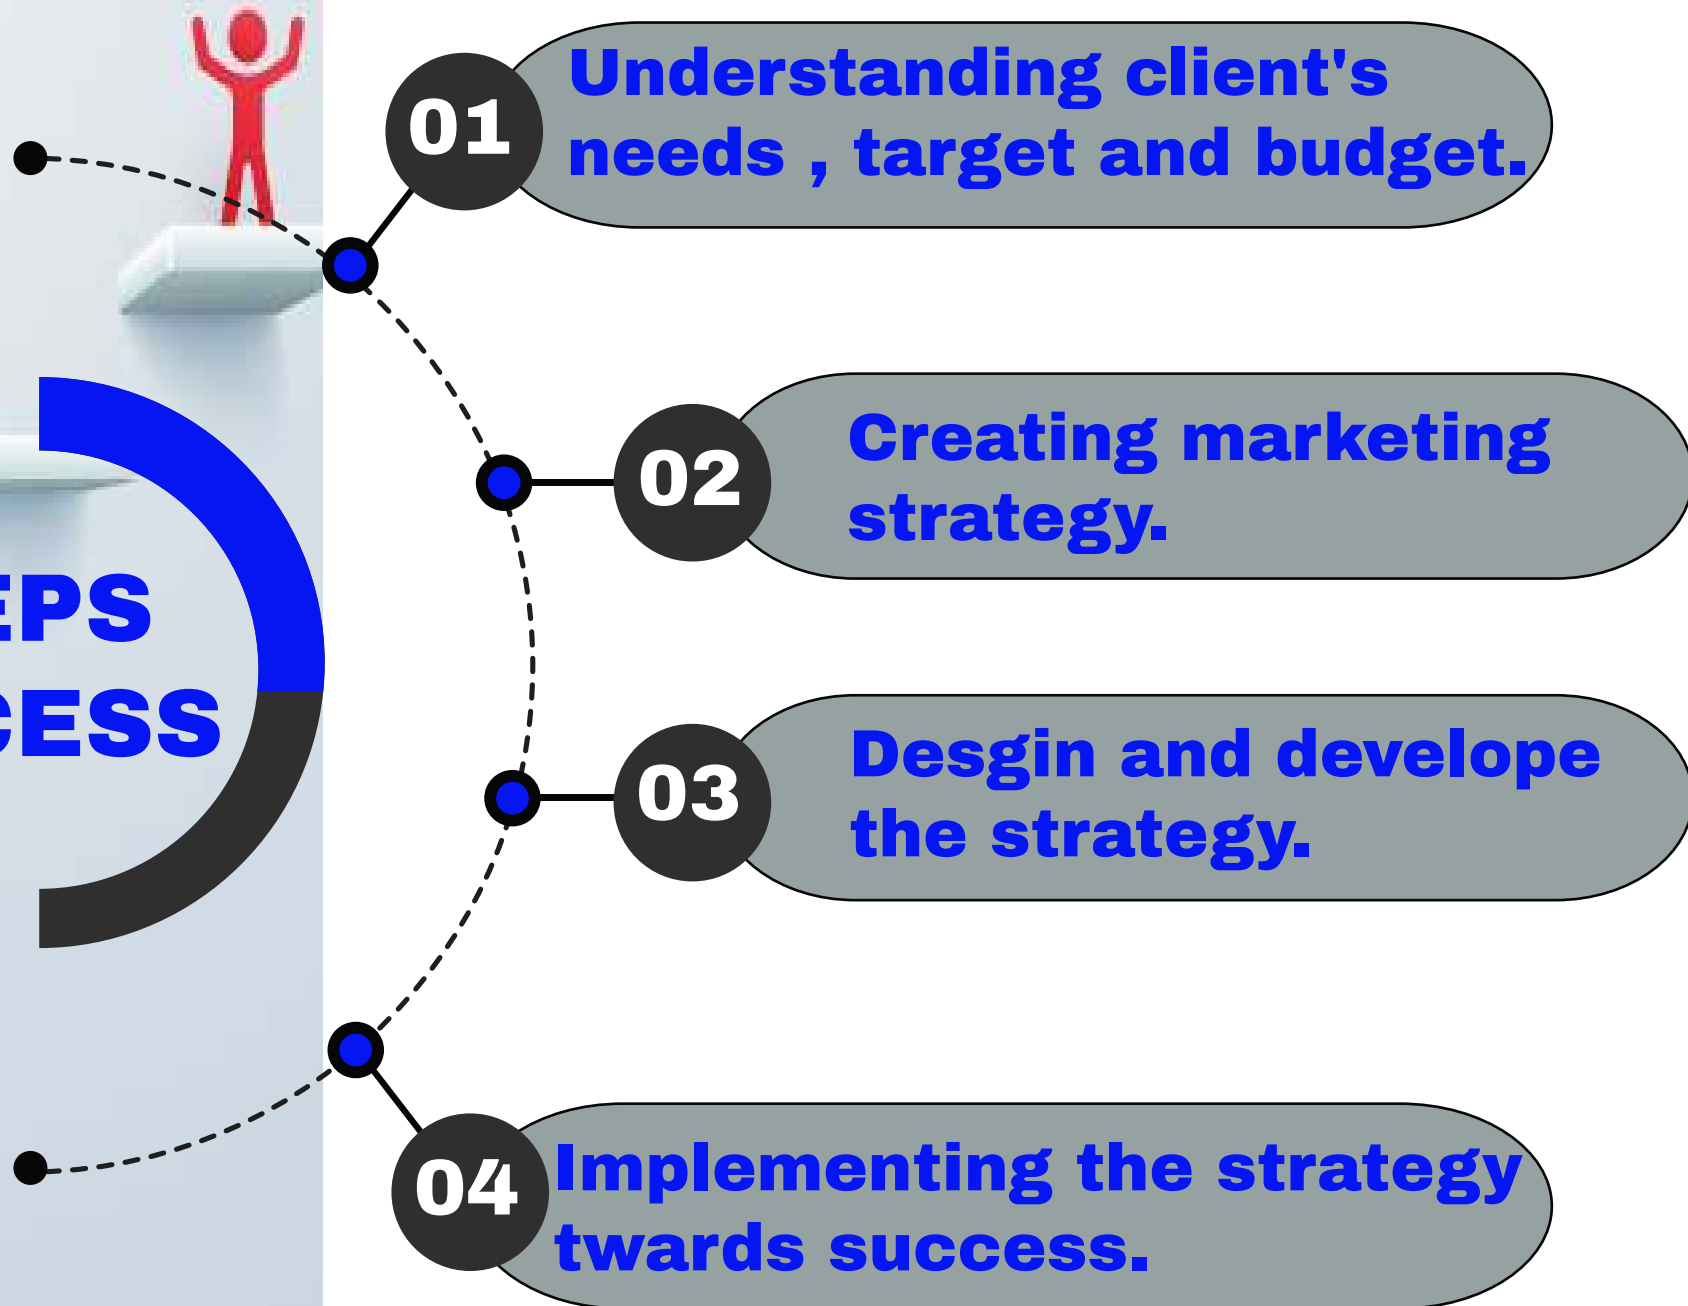 01
Understanding client's
needs , target and budget.
02
Creating marketing
strategy.
EPS
CESS
03
Desgin and develope
the strategy.
04
Implementing the strategy
twards success.